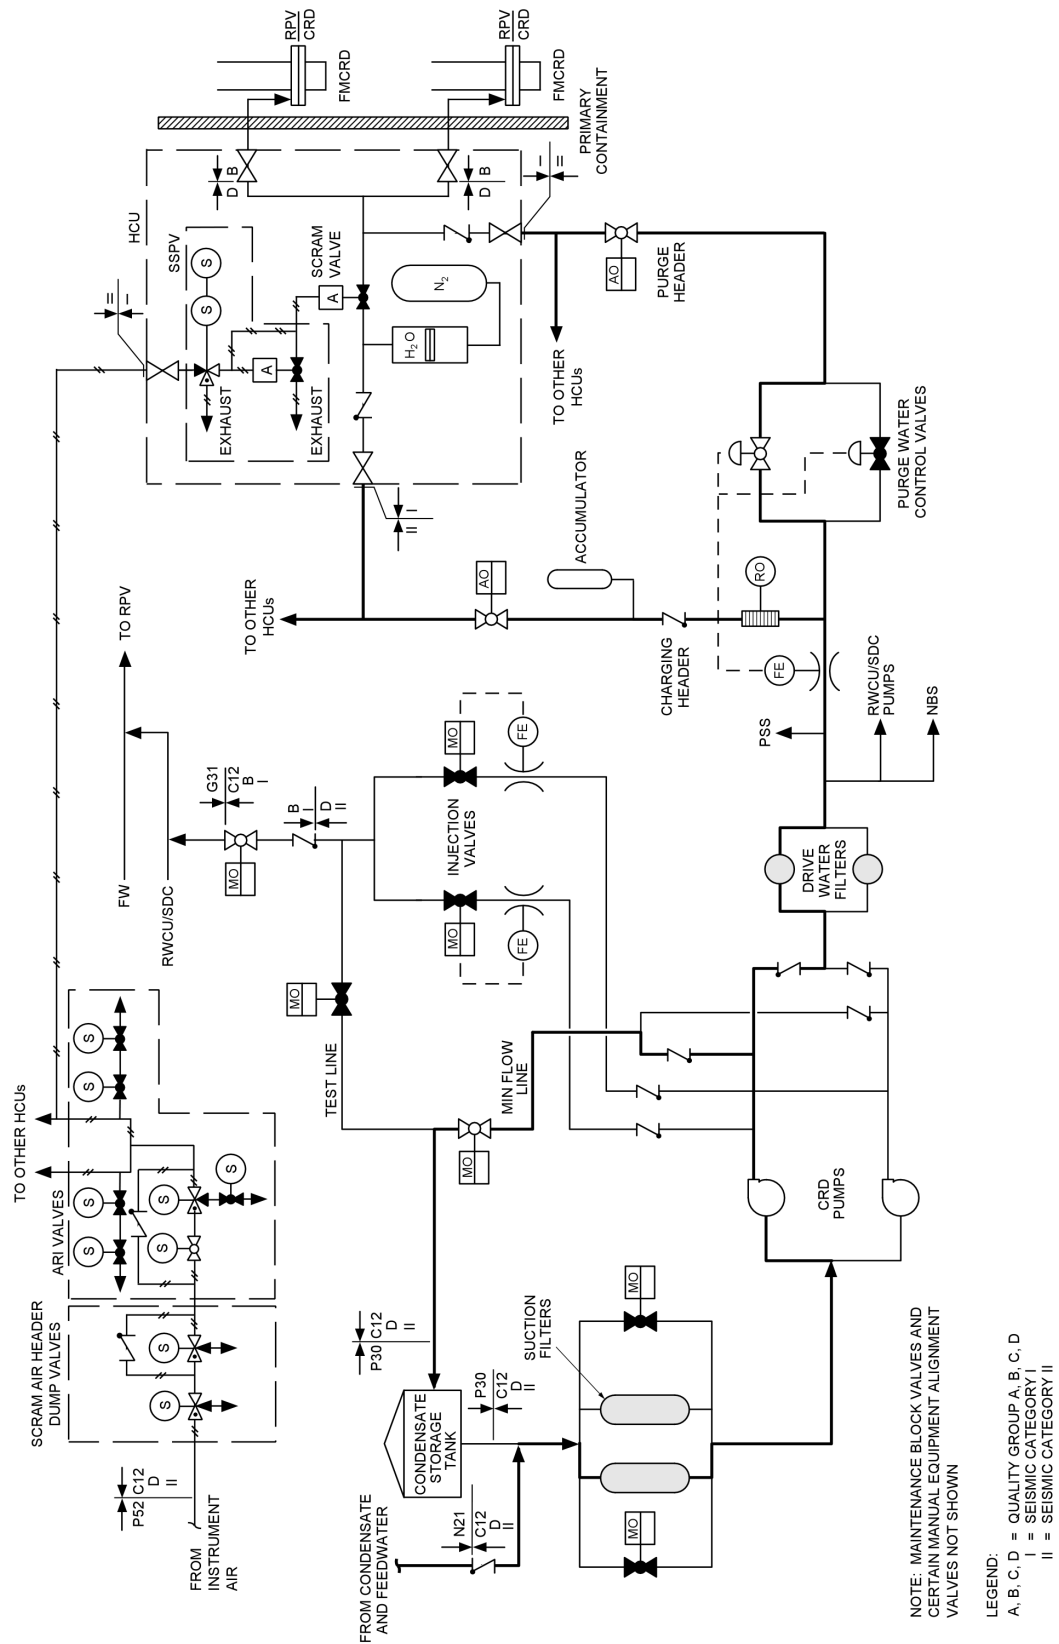 SCRAM AIR HEADER
DUMP VALVES
ARI VALVES
TO OTHER HCUs
S
S
S
S
S
S
S
S
S
P52
C12
D
II
FROM
INSTRUMENT
AIR
FW
TO RPV
RWCU/SDC
G31
C12
B
I
MO
B
I
D
II
TEST LINE
MO
INJECTION
VALVES
MO
MO
FE
FE
MIN FLOW
LINE
MO
P30
C12
D
II
CONDENSATE
STORAGE
TANK
P30
C12
D
II
FROM CONDENSATE
AND FEEDWATER
N21
C12
D
II
SUCTION
FILTERS
MO
MO
CRD
PUMPS
DRIVE
WATER
FILTERS
PSS
RWCU/SDC
PUMPS
NBS
FE
RO
CHARGING
HEADER
ACCUMULATOR
AO
TO OTHER
HCUs
PURGE WATER
CONTROL VALVES
TO OTHER
HCUs
PURGE
HEADER
AO
I
II
I
II
II
I
HCU
SSPV
S
S
A
EXHAUST
EXHAUST
A
SCRAM
VALVE
H2O
N2
D
B
D
B
PRIMARY
CONTAINMENT
FMCRD
RPV
CRD
FMCRD
RPV
CRD
NOTE: MAINTENANCE BLOCK VALVES AND
CERTAIN MANUAL EQUIPMENT ALIGNMENT
VALVES NOT SHOWN
LEGEND:
A, B, C, D = QUALITY GROUP A, B, C, D
I = SEISMIC CATEGORY I
II = SEISMIC CATEGORY II